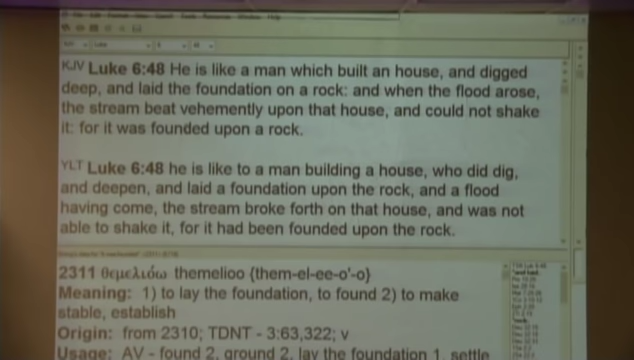 KJV Luke 6:48 He is like a man which built an house, and digged
deep, and laid the foundation on a rock: and when the flood arose,
the stream beat vehemently upon that house, and could not shake
it: for it was founded upon a rock.
YLT Luke 6:48 he is like to a man building a house, who did dig,
and deepen, and laid a foundation upon the rock, and a flood
having come, the stream broke forth on that house, and was not
able to shake it, for it had been founded upon the rock.
2311 θεμελιόω themelioo {them-el-ee-o'-o}
Meaning: 1) to lay the foundation, to found 2) to make
stable, establish
Origin: from 2310; TDNT - 3:63,322; v
Usage: AV - found 2, ground 2, lay the foundation 1, settle